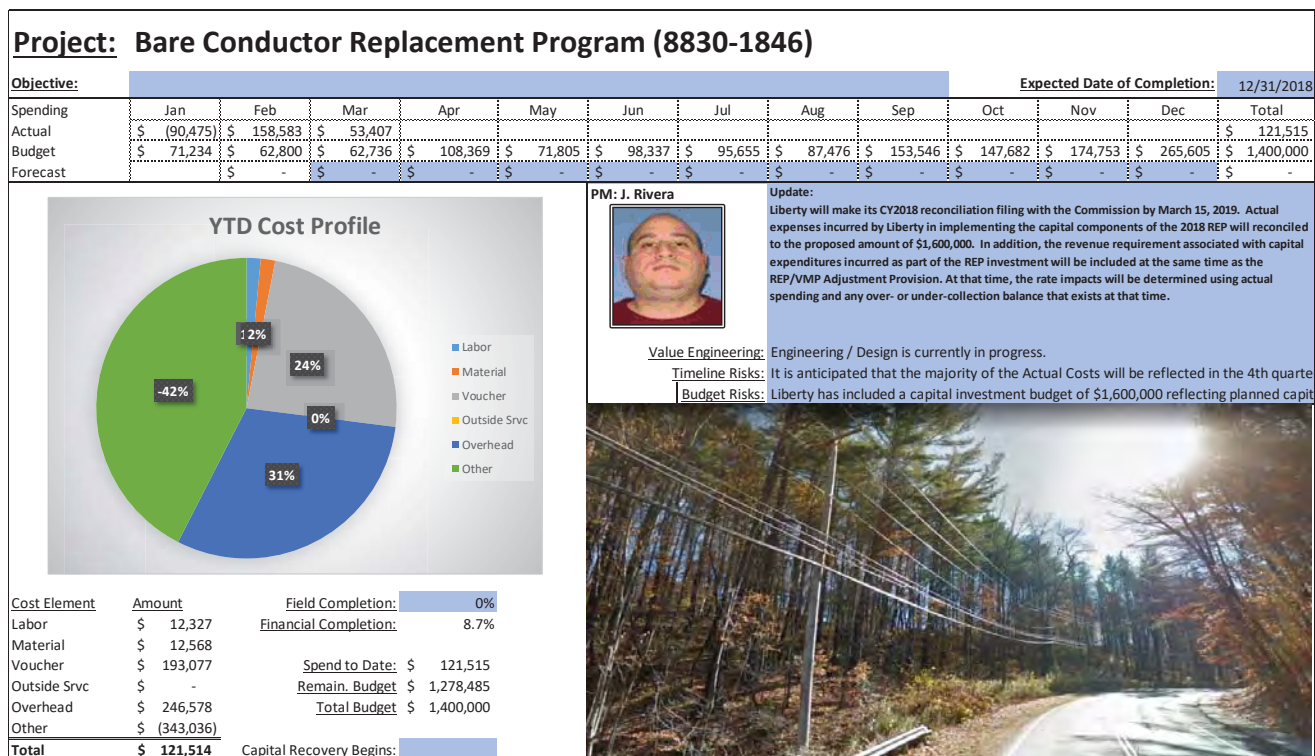 Project: Bare Conductor Replacement Program (8830-1846)
Objective: Expected Date of Completion: 12/31/2018
Spending Jan Feb Mar Apr May Jun Jul Aug Sep Oct Nov Dec Total
Actual $ (90,475) $ 158,583 $ 53,407 $ 121,515
Budget $ 71,234 $ 62,800 $ 62,736 $ 108,369 $ 71,805 $ 98,337 $ 95,655 $ 87,476 $ 153,546 $ 147,682 $ 174,753 $ 265,605 $ 1,400,000
Forecast $ - $ - $ - $ - $ - $ - $ - $ - $ - $ - $ - $ -
PM: J. Rivera
Update:
Liberty will make its CY2018 reconciliation filing with the Commission by March 15, 2019. Actual
expenses incurred by Liberty in implementing the capital components of the 2018 REP will reconciled
to the proposed amount of $1,600,000. In addition, the revenue requirement associated with capital
expenditures incurred as part of the REP investment will be included at the same time as the
REP/VMP Adjustment Provision. At that time, the rate impacts will be determined using actual
spending and any over- or under-collection balance that exists at that time.
Value Engineering: Engineering / Design is currently in progress.
Timeline Risks: It is anticipated that the majority of the Actual Costs will be reflected in the 4th quarte
Budget Risks: Liberty has included a capital investment budget of $1,600,000 reflecting planned capit
YTD Cost Profile
2%
24%
0%
31%
-42%
Labor
Material
Voucher
Outside Srvc
Overhead
Other
Cost Element Amount Field Completion: 0%
Labor $ 12,327 Financial Completion: 8.7%
Material $ 12,568
Voucher $ 193,077 Spend to Date: $ 121,515
Outside Srvc $ - Remain. Budget $ 1,278,485
Overhead $ 246,578 Total Budget $ 1,400,000
Other $ (343,036)
Total $ 121,514 Capital Recovery Begins: